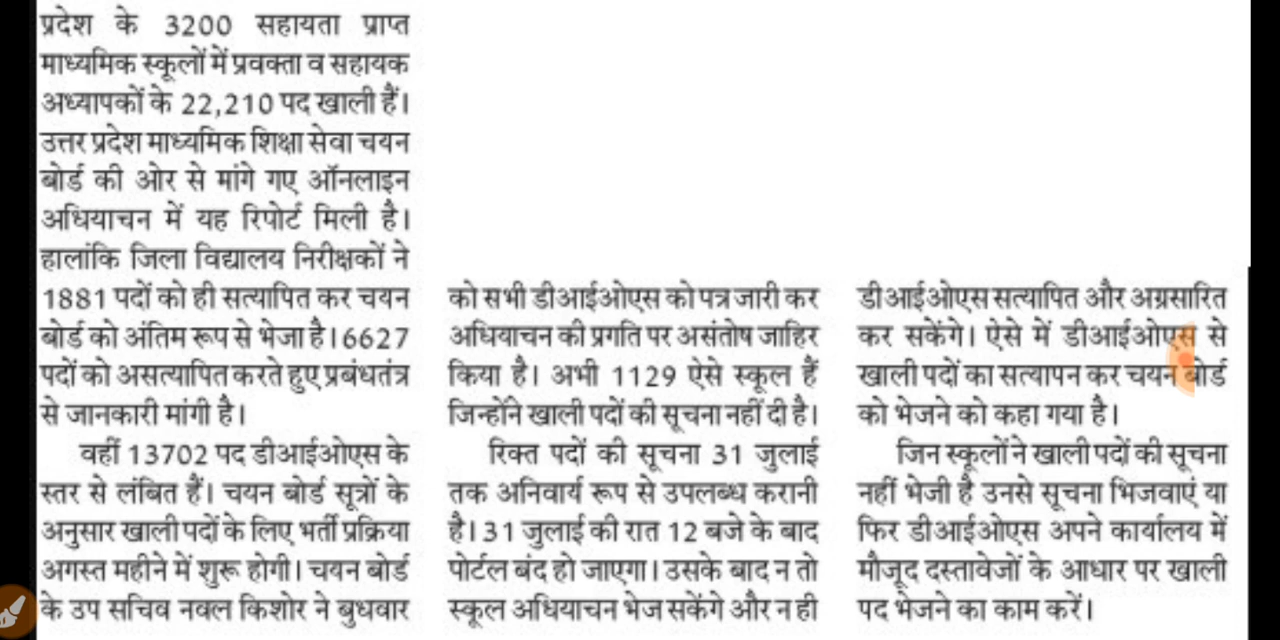 प्रदेश के 3200 सहायता प्राप्त
माध्यमिक स्कूलों में प्रवक्ता व सहायक
अध्यापकों के 22,210 पद खाली हैं।
उत्तर प्रदेश माध्यमिक शिक्षा सेवा चयन
बोर्ड की ओर से मांगे गए ऑनलाइन
अधियाचन में यह रिपोर्ट मिली है।
हालांकि जिला विद्यालय निरीक्षकों ने
1881 पदों को ही सत्यापित कर चयन
बोर्ड को अंतिम रूप से भेजा है। 6627
पदों को असत्यापित करते हुए प्रबंधतंत्र
से जानकारी मांगी है।
वहीं 13702 पद डीआईओएस के
स्तर से लंबित हैं। चयन बोर्ड सूत्रों के
अनुसार खाली पदों के लिए भर्ती प्रक्रिया
अगस्त महीने में शुरू होगी। चयन बोर्ड
के उप सचिव नवल किशोर ने बुधवार
को सभी डीआईओएस को पत्र जारी कर
अधियाचन की प्रगति पर असंतोष जाहिर
किया है। अभी 1129 ऐसे स्कूल हैं
जिन्होंने खाली पदों की सूचना नहीं दी है।
रिक्त पदों की सूचना 31 जुलाई
तक अनिवार्य रूप से उपलब्ध करानी
है। 31 जुलाई की रात 12 बजे के बाद
पोर्टल बंद हो जाएगा। उसके बाद न तो
स्कूल अधियाचन भेज सकेंगे और न ही
डीआईओएस सत्यापित और अग्रसारित
कर सकेंगे। ऐसे में डीआईओएस से
खाली पदों का सत्यापन कर चयन बोर्ड
को भेजने को कहा गया है।
जिन स्कूलों ने खाली पदों की सूचना
नहीं भेजी है उनसे सूचना भिजवाएं या
फिर डीआईओएस अपने कार्यालय में
मौजूद दस्तावेजों के आधार पर खाली
पद भेजने का काम करें।